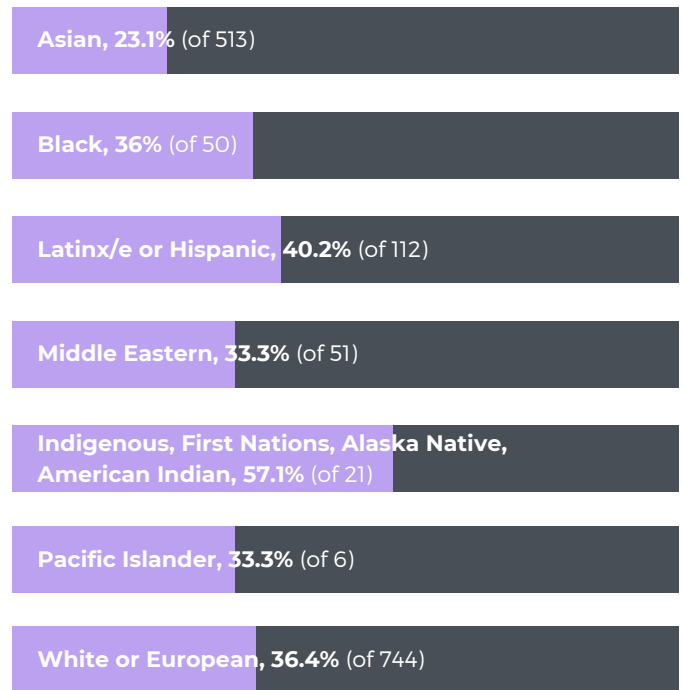 Asian, 23.1% (of 513)
Black, 36% (of 50)
Latinx/e or Hispanic, 40.2% (of 112)
Middle Eastern, 33.3% (of 51)
Indigenous, First Nations, Alaska Native,
American Indian, 57.1% (of 21)
Pacific Islander, 33.3% (of 6)
White or European, 36.4% (of 744)